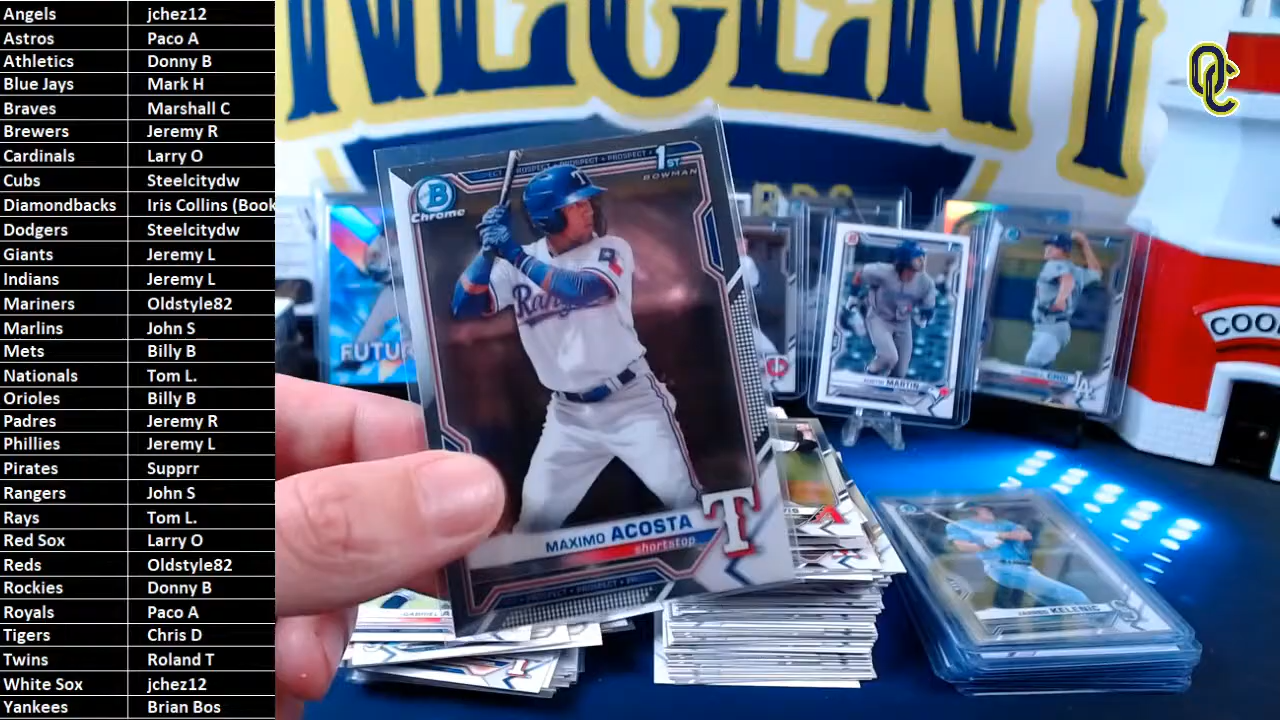 Angels jchez12
Astros Paco A
Athletics Donny B
Blue Jays Mark H
Braves Marshall C
Brewers Jeremy R
Cardinals Larry O
Cubs Steelcitydw
Diamondbacks Iris Collins (Book
Dodgers Steelcitydw
Giants Jeremy L
Indians Jeremy L
Mariners Oldstyle82
Marlins John S
Mets Billy B
Nationals Tom L.
Orioles Billy B
Padres Jeremy R
Phillies Jeremy L
Pirates Supprr
Rangers John S
Rays Tom L.
Red Sox Larry O
Reds Oldstyle82
Rockies Donny B
Royals Paco A
Tigers Chris D
Twins Roland T
White Sox jchez12
Yankees Brian Bos
OC
PROSPECT • PROSPECT • 1ST
BOWMAN
B
Chrome
T
Rangers
MAXIMO ACOSTA
shortstop
T
FUTUR
MARTIN
LA
COO
KELENIC